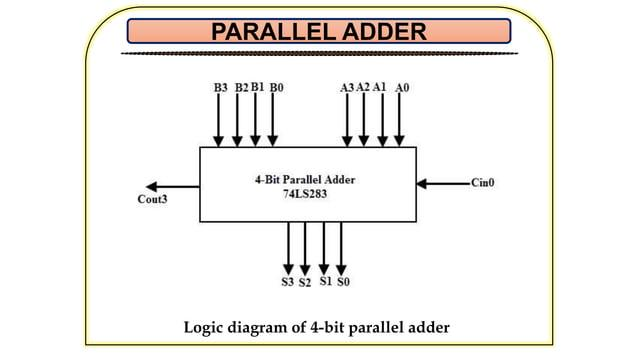 PARALLEL ADDER
B3 B2 B1 B0 A3 A2 A1 A0
4-Bit Parallel Adder
74LS283
Cin0
Cout3
S3 S2 S1 S0
Logic diagram of 4-bit parallel adder